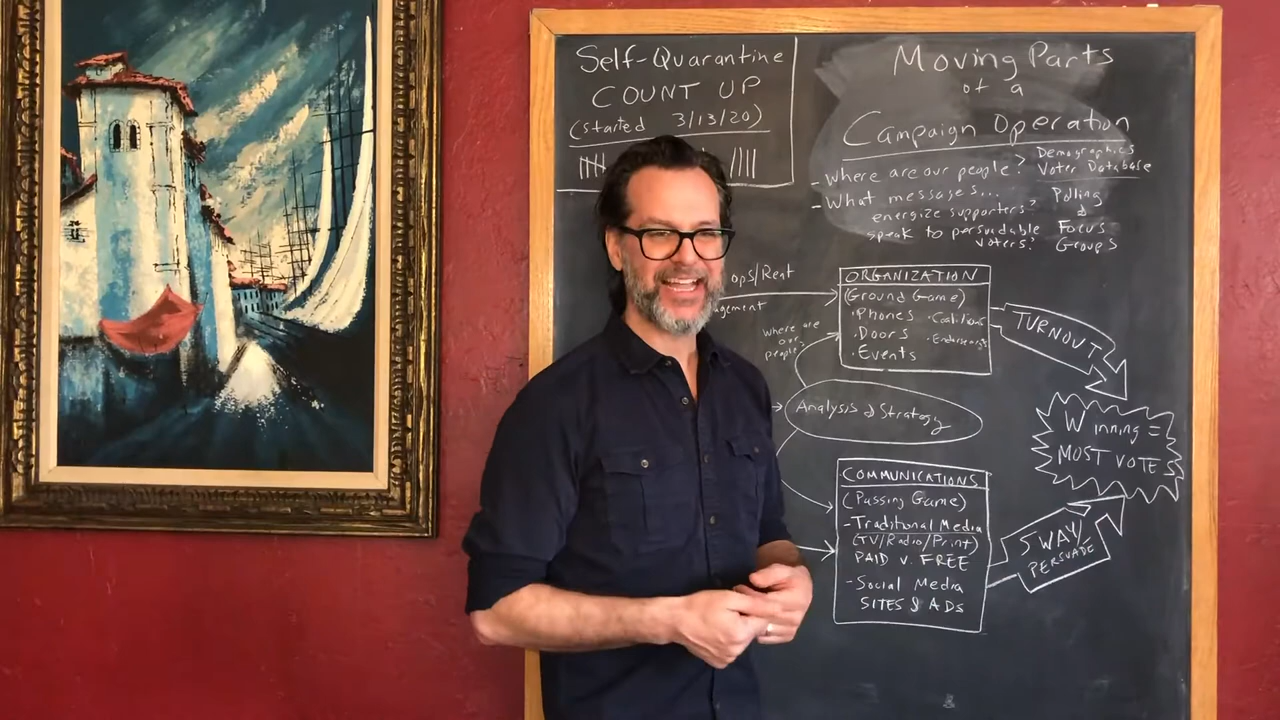 Self-Quarantine
COUNT UP
(started 3/13/20)
Moving Parts
of a
Campaign Operation
- Where are our people? Demographics
Voter Database
- What messages...
energize supporters?
speak to persuadable
voters?
Polling
&
Focus
Groups
ops/Rent
agement
where are
our
people?
ORGANIZATION
(Ground Game)
· Phones
· Doors
· Events
· Coalitions
TURNOUT
Analysis & Strategy
Winning =
MOST VOTES
COMMUNICATIONS
(Passing Game)
- Traditional Media
(TV/Radio/Print)
PAID v. FREE
- Social Media
SITES & ADs
SWAY/
PERSUADE